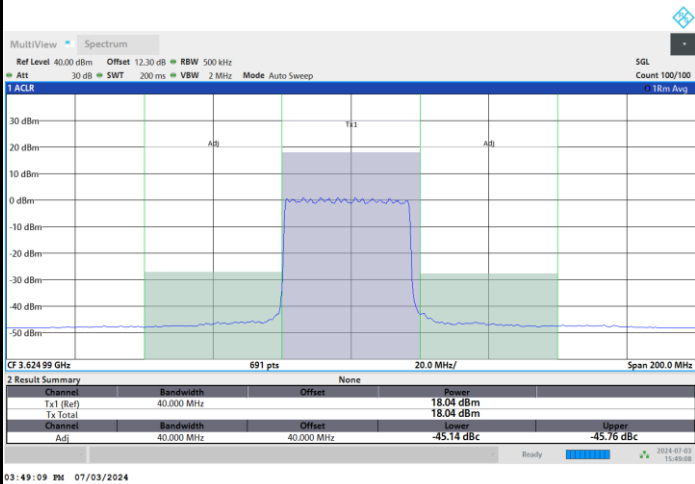 MultiView Spectrum
Ref Level 40.00 dBm Offset 12.30 dB RBW 500 kHz SGL
Att 30 dB SWT 200 ms VBW 2 MHz Mode Auto Sweep Count 100/100
1 ACLR 1Rm Avg
30 dBm
Tx1
20 dBm
Adj Adj
10 dBm
0 dBm
-10 dBm
-20 dBm
-30 dBm
-40 dBm
-50 dBm
CF 3.62499 GHz 691 pts 20.0 MHz/ Span 200.0 MHz
2 Result Summary None
Channel Bandwidth Offset Power
Tx1 (Ref) 40.000 MHz 18.04 dBm
Tx Total 18.04 dBm
Channel Bandwidth Offset Lower Upper
Adj 40.000 MHz 40.000 MHz -45.14 dBc -45.76 dBc
Ready 2024-07-03
15:49:08
03:49:09 PM 07/03/2024